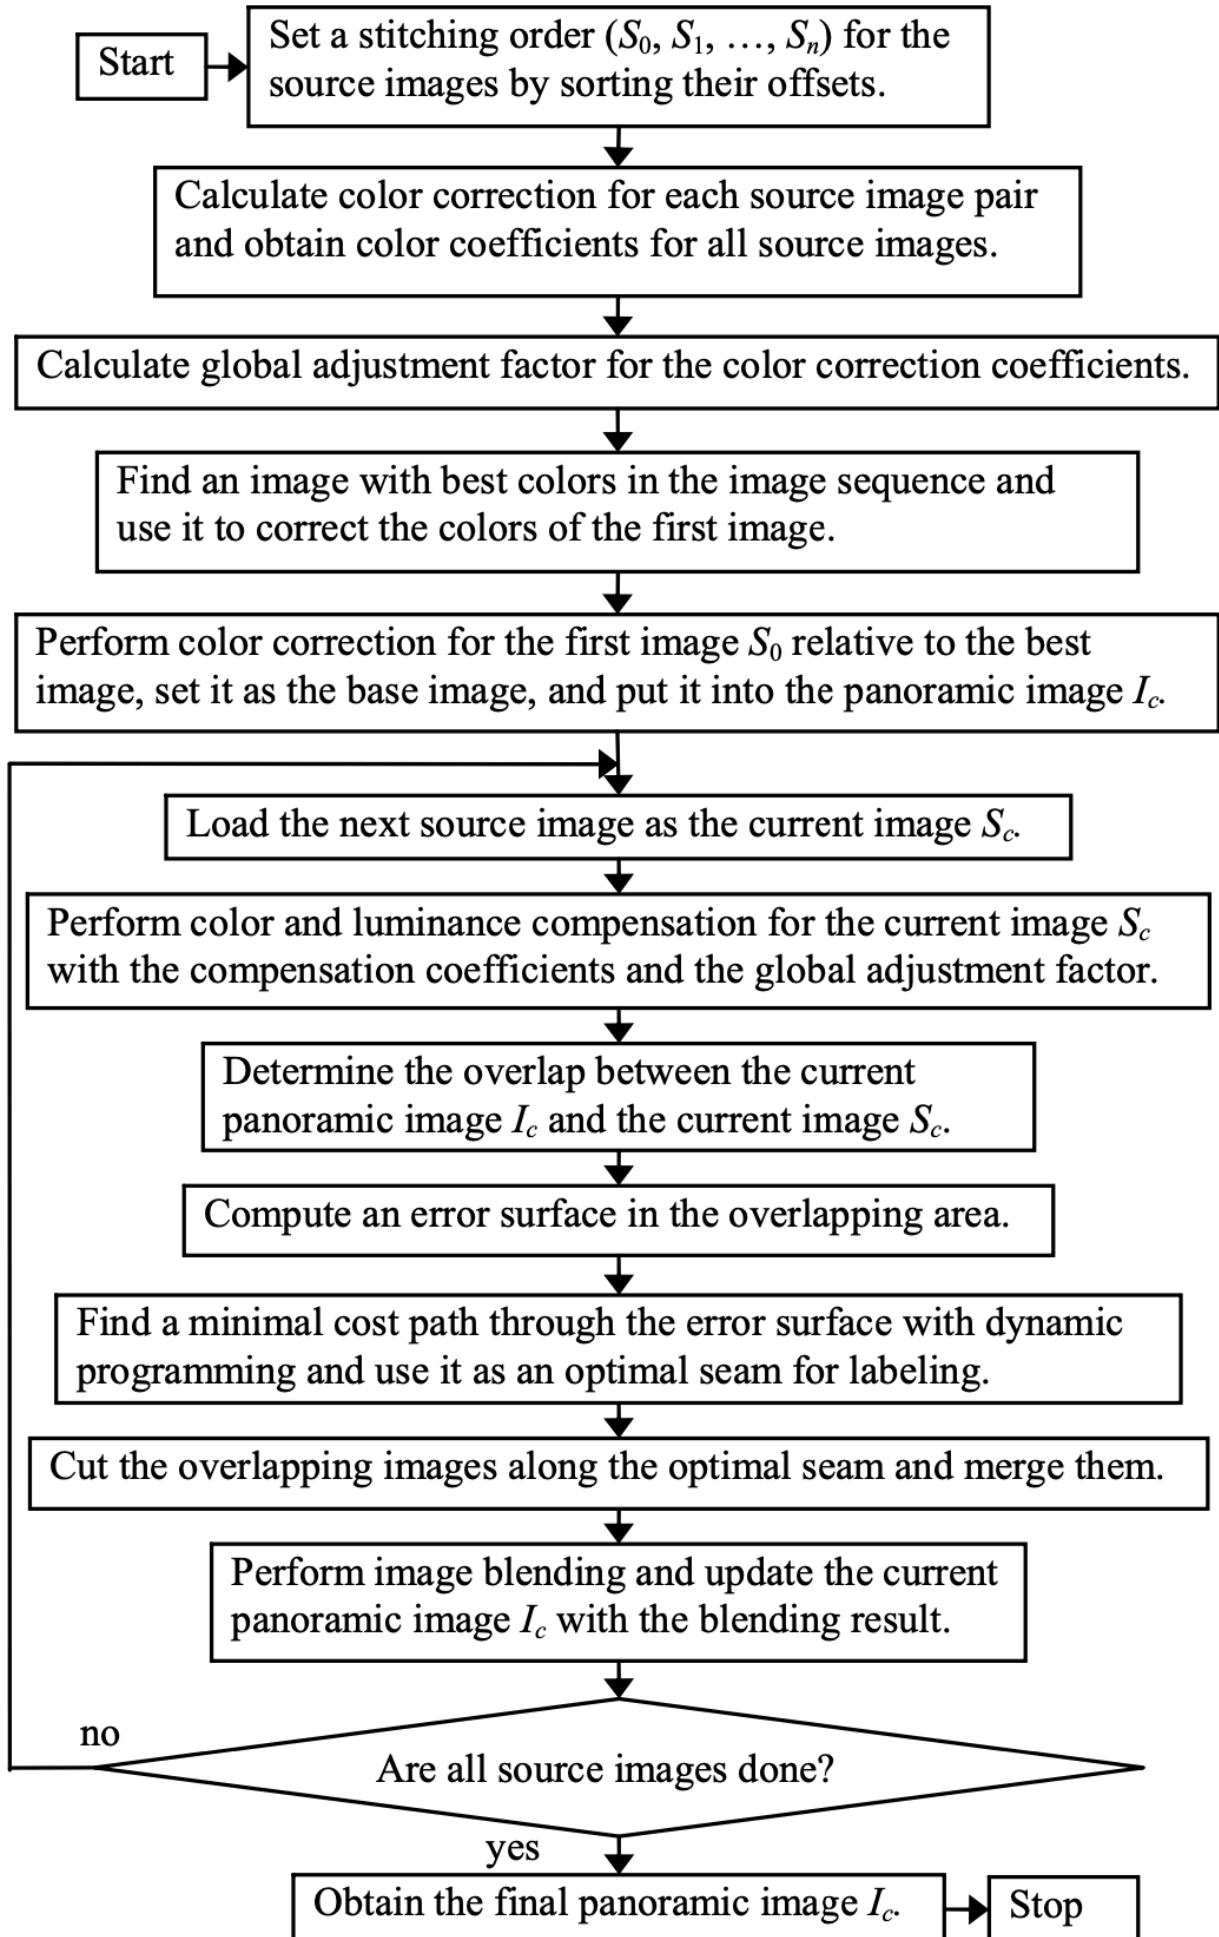 Start
Set a stitching order (S0, S1, …, Sn) for the
source images by sorting their offsets.
Calculate color correction for each source image pair
and obtain color coefficients for all source images.
Calculate global adjustment factor for the color correction coefficients.
Find an image with best colors in the image sequence and
use it to correct the colors of the first image.
Perform color correction for the first image S0 relative to the best
image, set it as the base image, and put it into the panoramic image Ic.
Load the next source image as the current image Sc.
Perform color and luminance compensation for the current image Sc
with the compensation coefficients and the global adjustment factor.
Determine the overlap between the current
panoramic image Ic and the current image Sc.
Compute an error surface in the overlapping area.
Find a minimal cost path through the error surface with dynamic
programming and use it as an optimal seam for labeling.
Cut the overlapping images along the optimal seam and merge them.
Perform image blending and update the current
panoramic image Ic with the blending result.
no
Are all source images done?
yes
Obtain the final panoramic image Ic.
Stop